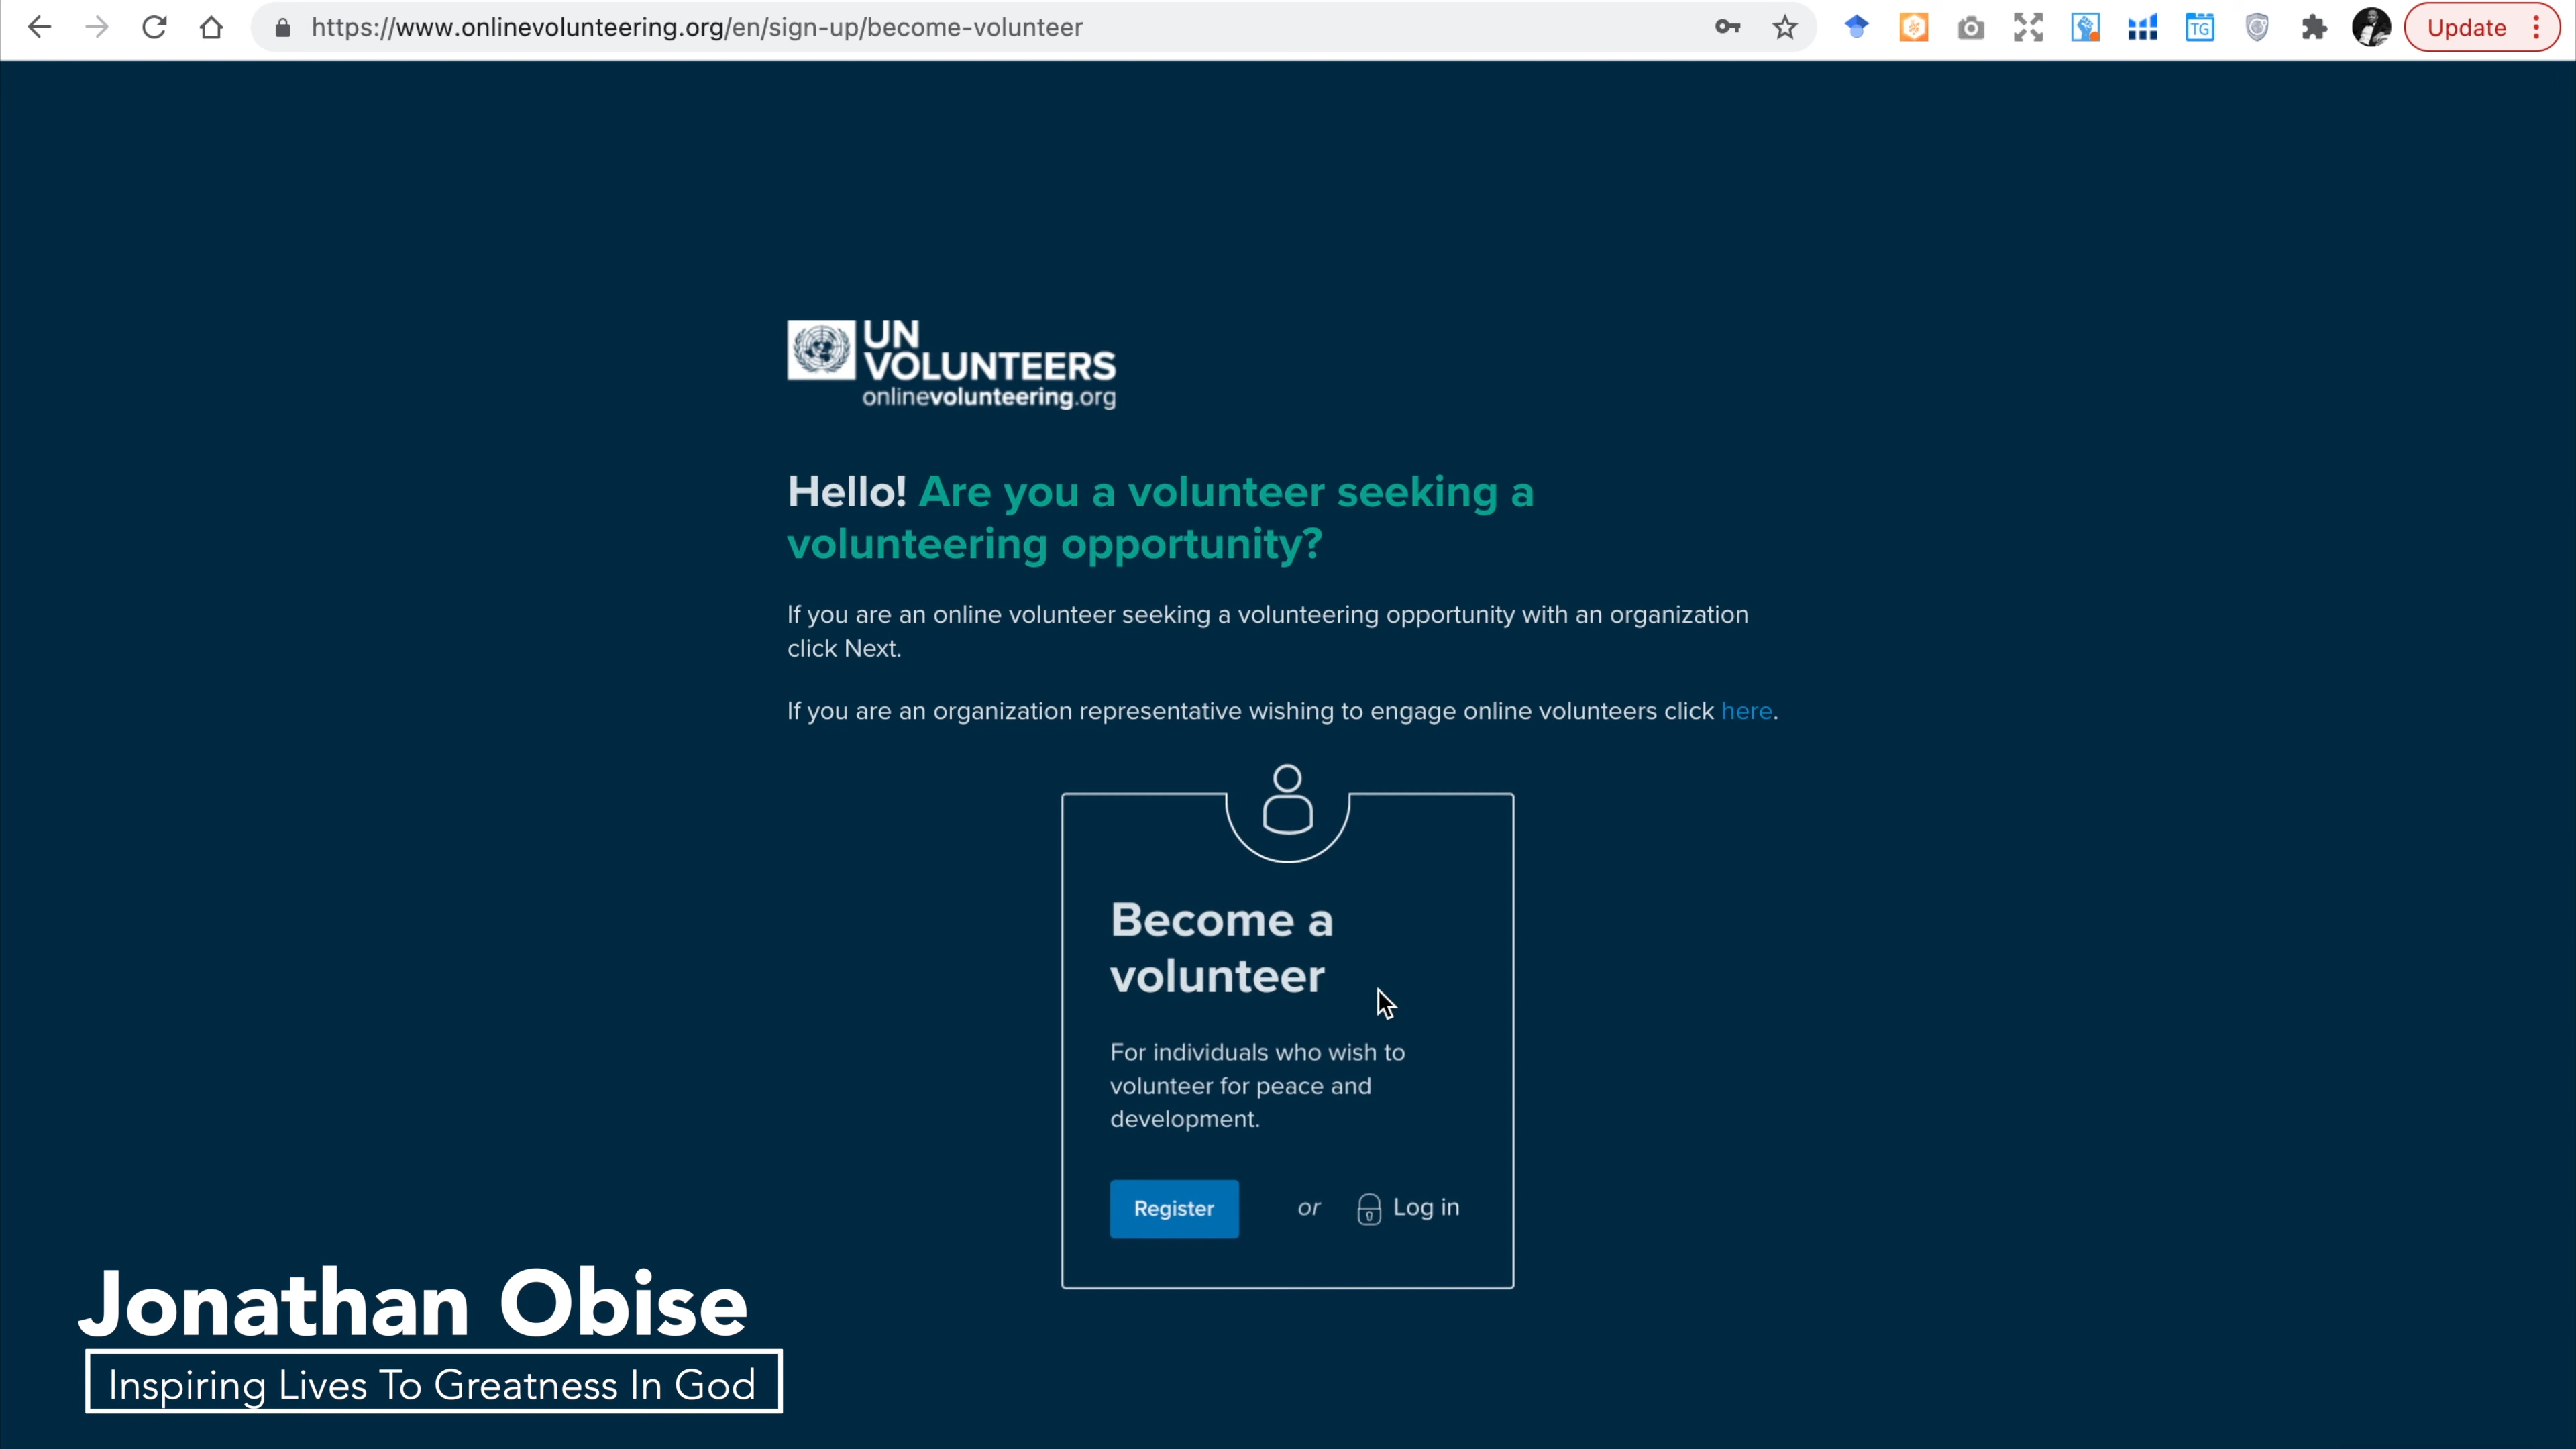 https://www.onlinevolunteering.org/en/sign-up/become-volunteer
TG
Update
UN
VOLUNTEERS
onlinevolunteering.org
Hello! Are you a volunteer seeking a
volunteering opportunity?
If you are an online volunteer seeking a volunteering opportunity with an organization
click Next.
If you are an organization representative wishing to engage online volunteers click here.
Become a
volunteer
For individuals who wish to
volunteer for peace and
development.
Register or Log in
Jonathan Obise
Inspiring Lives To Greatness In God